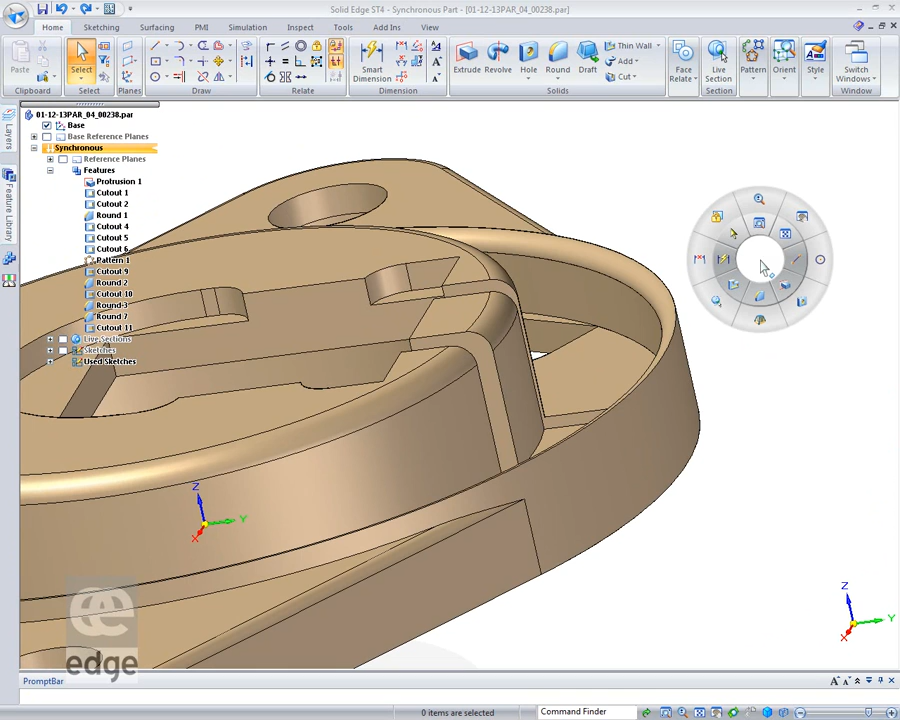 Solid Edge ST4 - Synchronous Part - [01-12-13PAR_04_00238.par]
Home Sketching Surfacing PMI Simulation Inspect Tools Add Ins View
Paste Select Smart Dimension Extrude Revolve Hole Round Draft Thin Wall Add Cut Face Relate Live Section Pattern Orient Style Switch Windows
Clipboard Select Planes Draw Relate Dimension Solids Section Window
Layers
Feature Library
01-12-13PAR_04_00238.par
Base
Base Reference Planes
Synchronous
Reference Planes
Features
Protrusion 1
Cutout 1
Cutout 2
Round 1
Cutout 4
Cutout 5
Cutout 6
Pattern 1
Cutout 9
Round 2
Cutout 10
Round 3
Round 7
Cutout 11
Live Sections
Sketches
Used Sketches
Z
Y
X
Z
Y
X
edge
PromptBar
0 items are selected
Command Finder